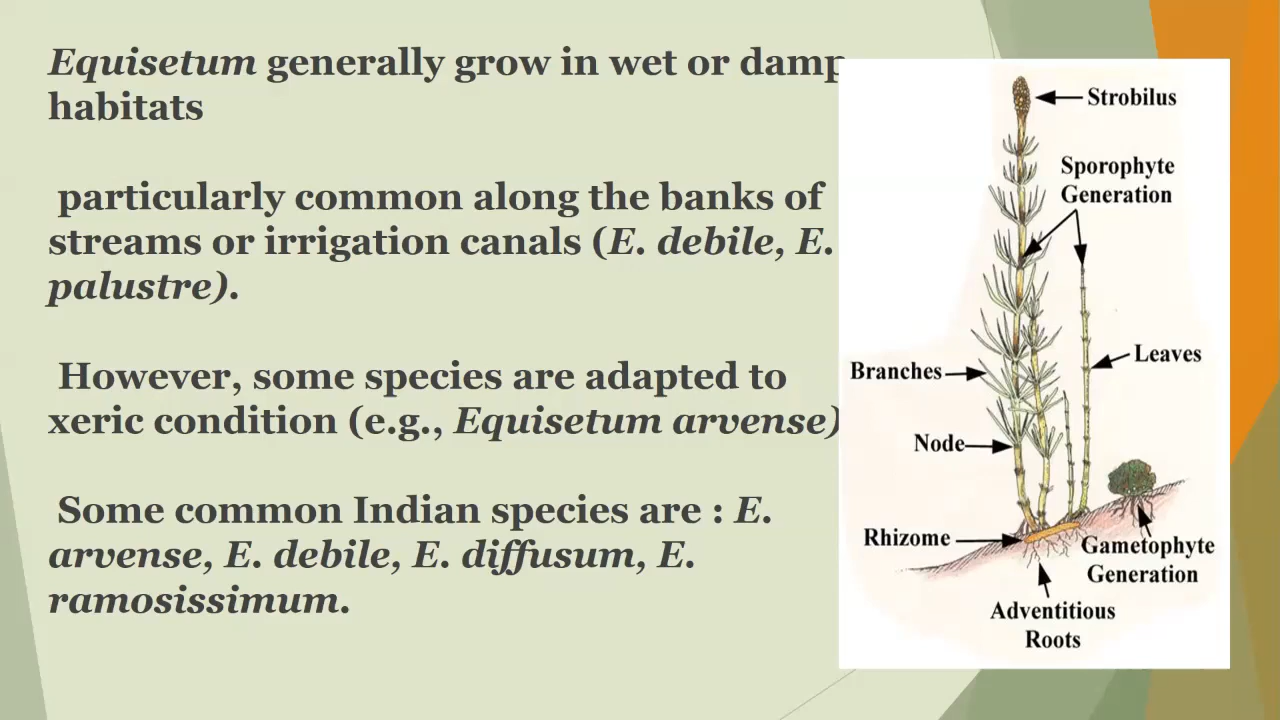 Equisetum generally grow in wet or damp
habitats
particularly common along the banks of
streams or irrigation canals (E. debile, E.
palustre).
However, some species are adapted to
xeric condition (e.g., Equisetum arvense)
Some common Indian species are : E.
arvense, E. debile, E. diffusum, E.
ramosissimum.
Strobilus
Sporophyte
Generation
Leaves
Branches
Node
Rhizome
Gametophyte
Generation
Adventitious
Roots